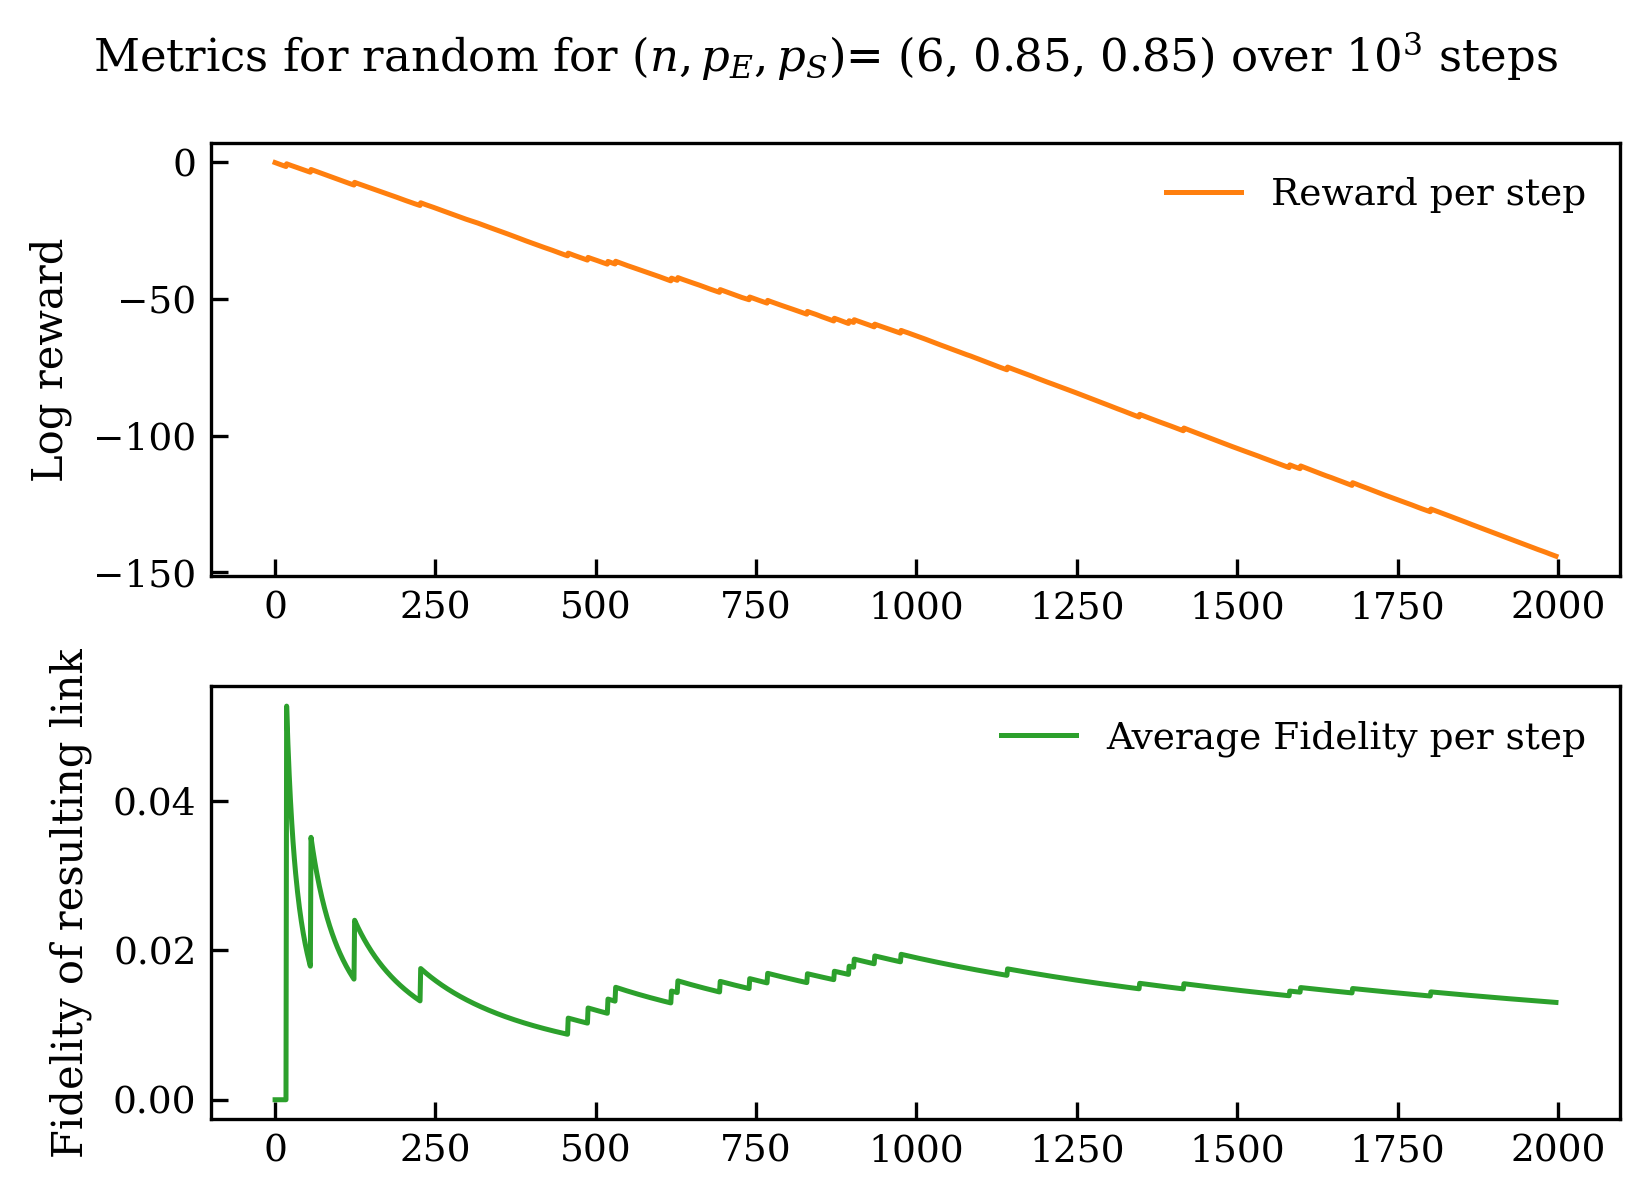 Metrics for random for (n, p_E, p_S)= (6, 0.85, 0.85) over 10^3 steps
Log reward
0
−50
−100
−150
Reward per step
0 250 500 750 1000 1250 1500 1750 2000
Fidelity of resulting link
0.04
0.02
0.00
Average Fidelity per step
0 250 500 750 1000 1250 1500 1750 2000